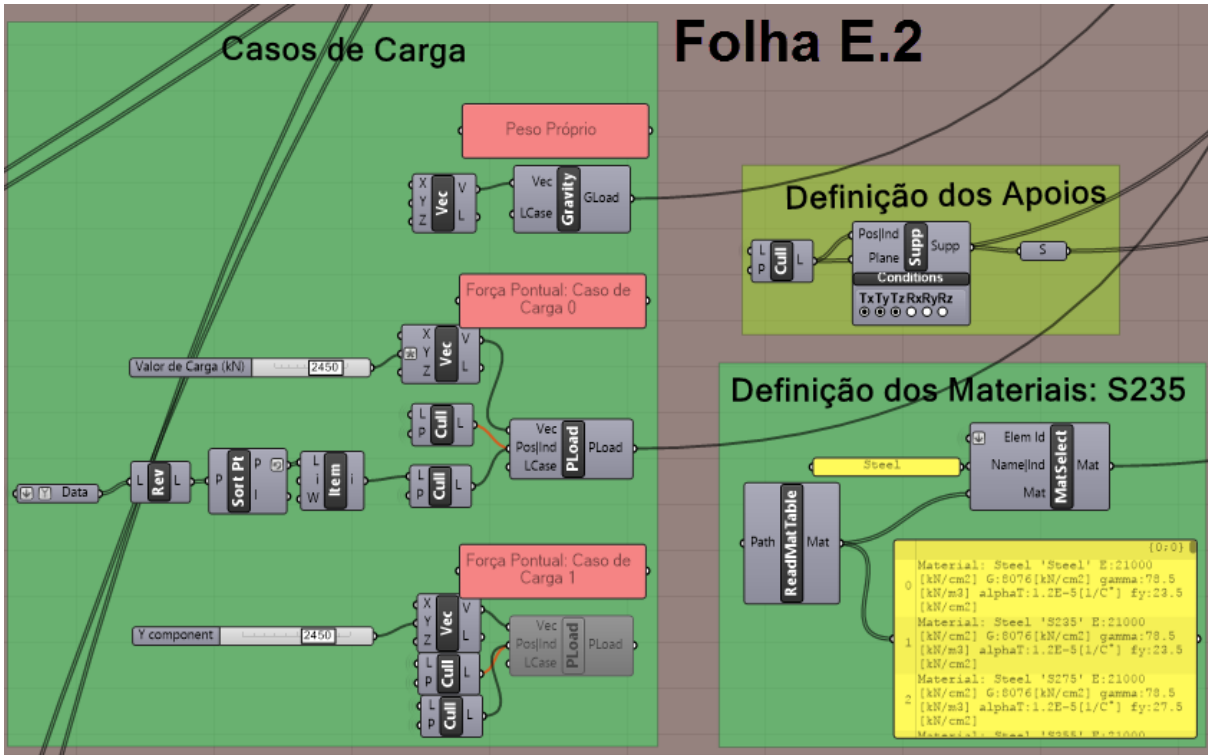 Folha E.2
Casos de Carga
Peso Próprio
X
Y
Z
Vec
V
L
Vec
LCase
Gravity
GLoad
Força Pontual: Caso de
Carga 0
Valor de Carga (kN)
2450
X
Y
Z
Vec
V
L
L
P
Cull
L
Vec
Pos|Ind
LCase
PLoad
PLoad
Data
L
Rev
L
P
Sort Pt
P
I
L
i
W
Item
i
L
P
Cull
L
Força Pontual: Caso de
Carga 1
Y component
2450
X
Y
Z
Vec
V
L
L
P
Cull
L
L
P
Cull
L
Vec
Pos|Ind
LCase
PLoad
PLoad
Definição dos Apoios
L
P
Cull
L
Pos|Ind
Plane
Supp
Supp
Conditions
TxTyTzRxRyRz
S
Definição dos Materiais: S235
Steel
Elem Id
Name|Ind
Mat
MatSelect
Mat
Path
ReadMatTable
Mat
{0;0}
0
Material: Steel 'Steel' E:21000
[kN/cm2] G:8076[kN/cm2] gamma:78.5
[kN/m3] alphaT:1.2E-5[1/C°] fy:23.5
[kN/cm2]
1
Material: Steel 'S235' E:21000
[kN/cm2] G:8076[kN/cm2] gamma:78.5
[kN/m3] alphaT:1.2E-5[1/C°] fy:23.5
[kN/cm2]
2
Material: Steel 'S275' E:21000
[kN/cm2] G:8076[kN/cm2] gamma:78.5
[kN/m3] alphaT:1.2E-5[1/C°] fy:27.5
[kN/cm2]
Material: Steel 'S355' E:21000